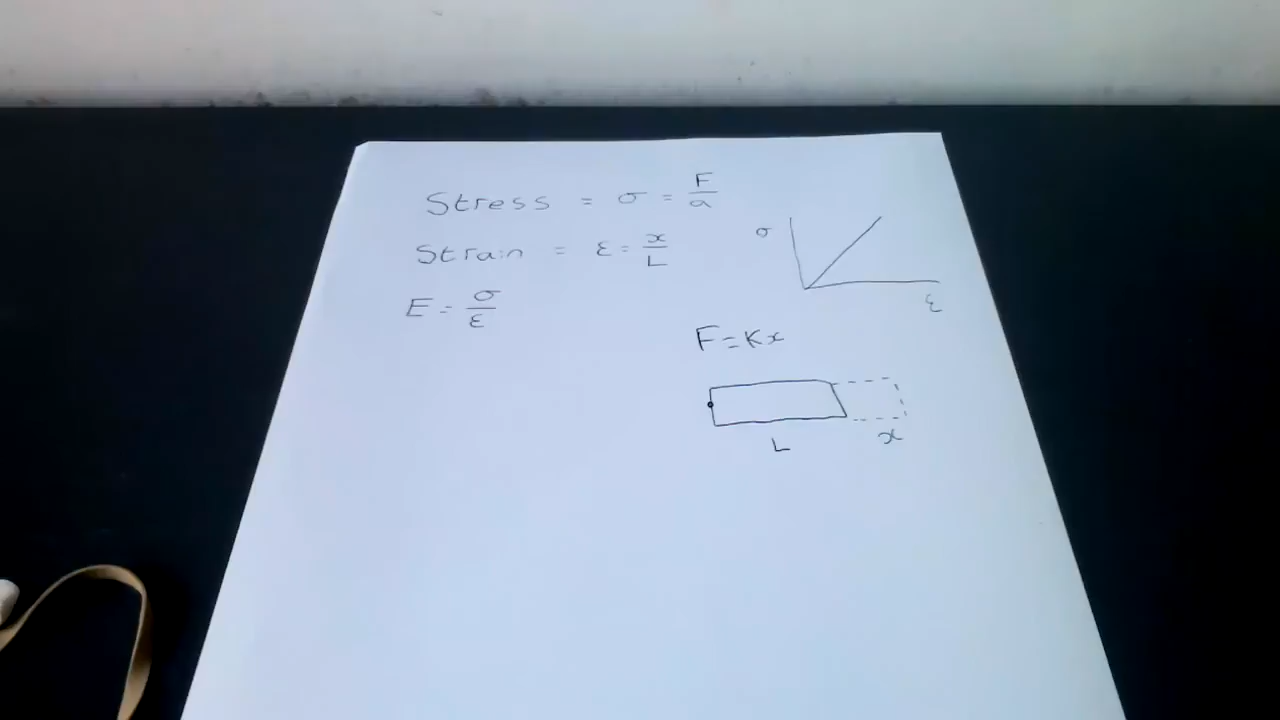 Stress = σ = F/a
Strain = ε = x/L
E = σ/ε
σ
ε
F = Kx
L
x